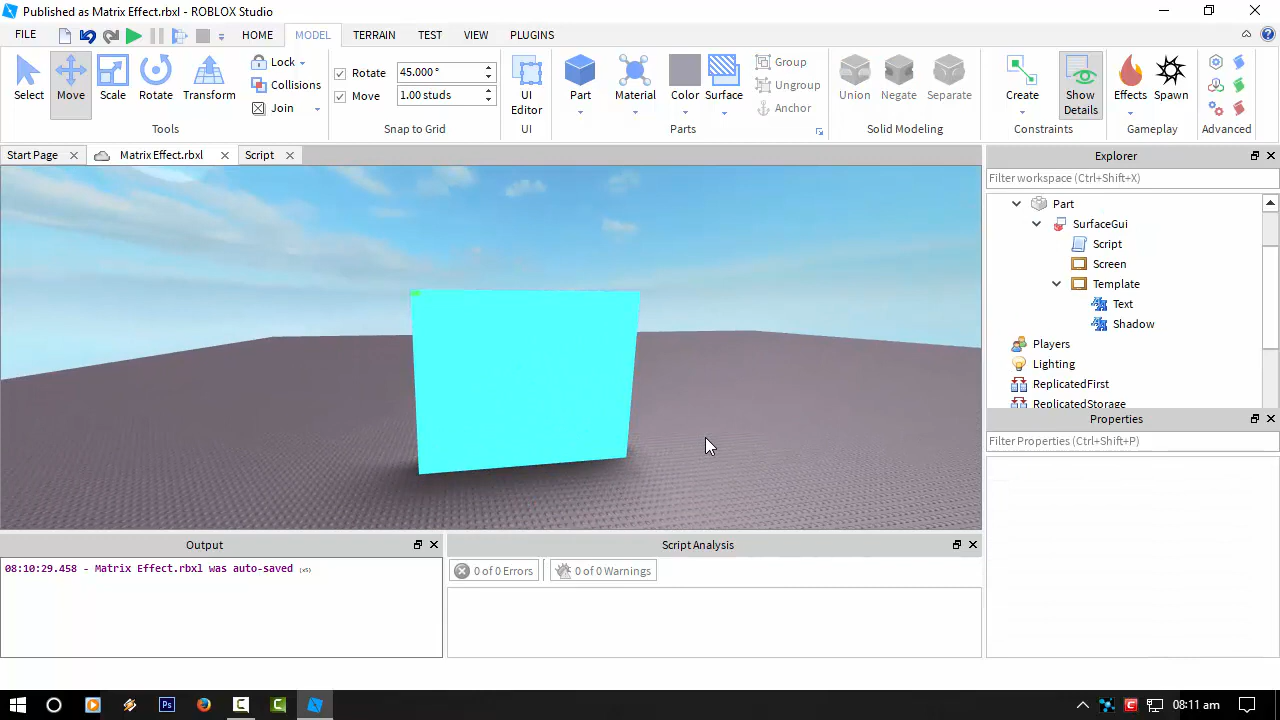 Published as Matrix Effect.rbxl - ROBLOX Studio
FILE HOME MODEL TERRAIN TEST VIEW PLUGINS
Select Move Scale Rotate Transform
Lock
Collisions
Join
Tools
Rotate 45.000 °
Move 1.00 studs
Snap to Grid
UI
Editor
UI
Part Material Color Surface
Group
Ungroup
Anchor
Parts
Union Negate Separate
Solid Modeling
Create Show
Details
Constraints
Effects Spawn
Gameplay
Advanced
Start Page Matrix Effect.rbxl Script
Explorer
Filter workspace (Ctrl+Shift+X)
Part
SurfaceGui
Script
Screen
Template
Text
Shadow
Players
Lighting
ReplicatedFirst
ReplicatedStorage
Properties
Filter Properties (Ctrl+Shift+P)
Output
08:10:29.458 - Matrix Effect.rbxl was auto-saved (x5)
Script Analysis
0 of 0 Errors 0 of 0 Warnings
Ps
08:11 am